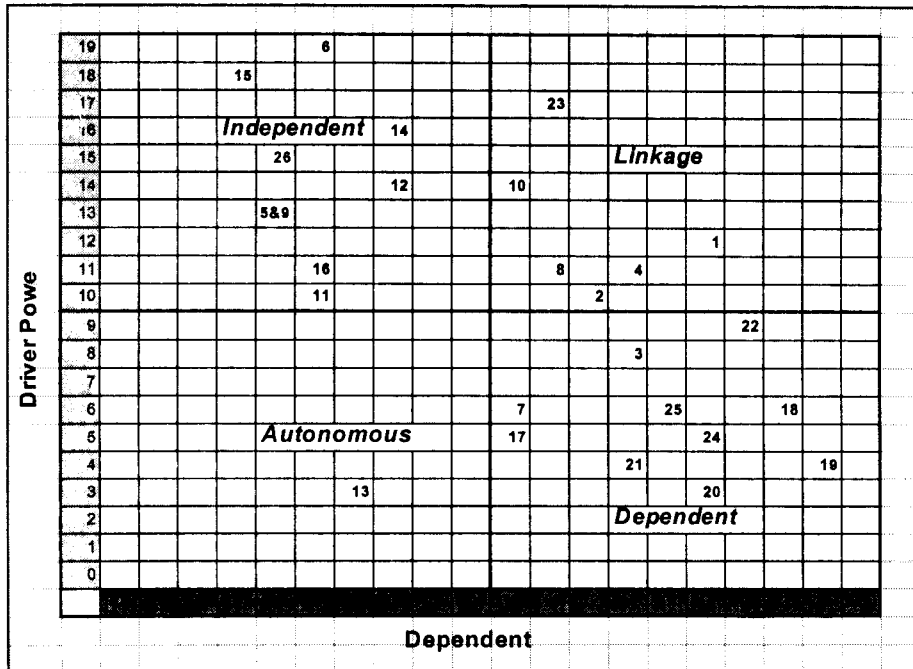 19 6
18 15
17 23
16 Independent 14
15 26 Linkage
14 12 10
13 5&9
12 1
11 16 8 4
10 11 2
9 22
8 3
7
6 7 25 18
5 Autonomous 17 24
4 21 19
3 13 20
2 Dependent
1
0
Driver Powe
Dependent